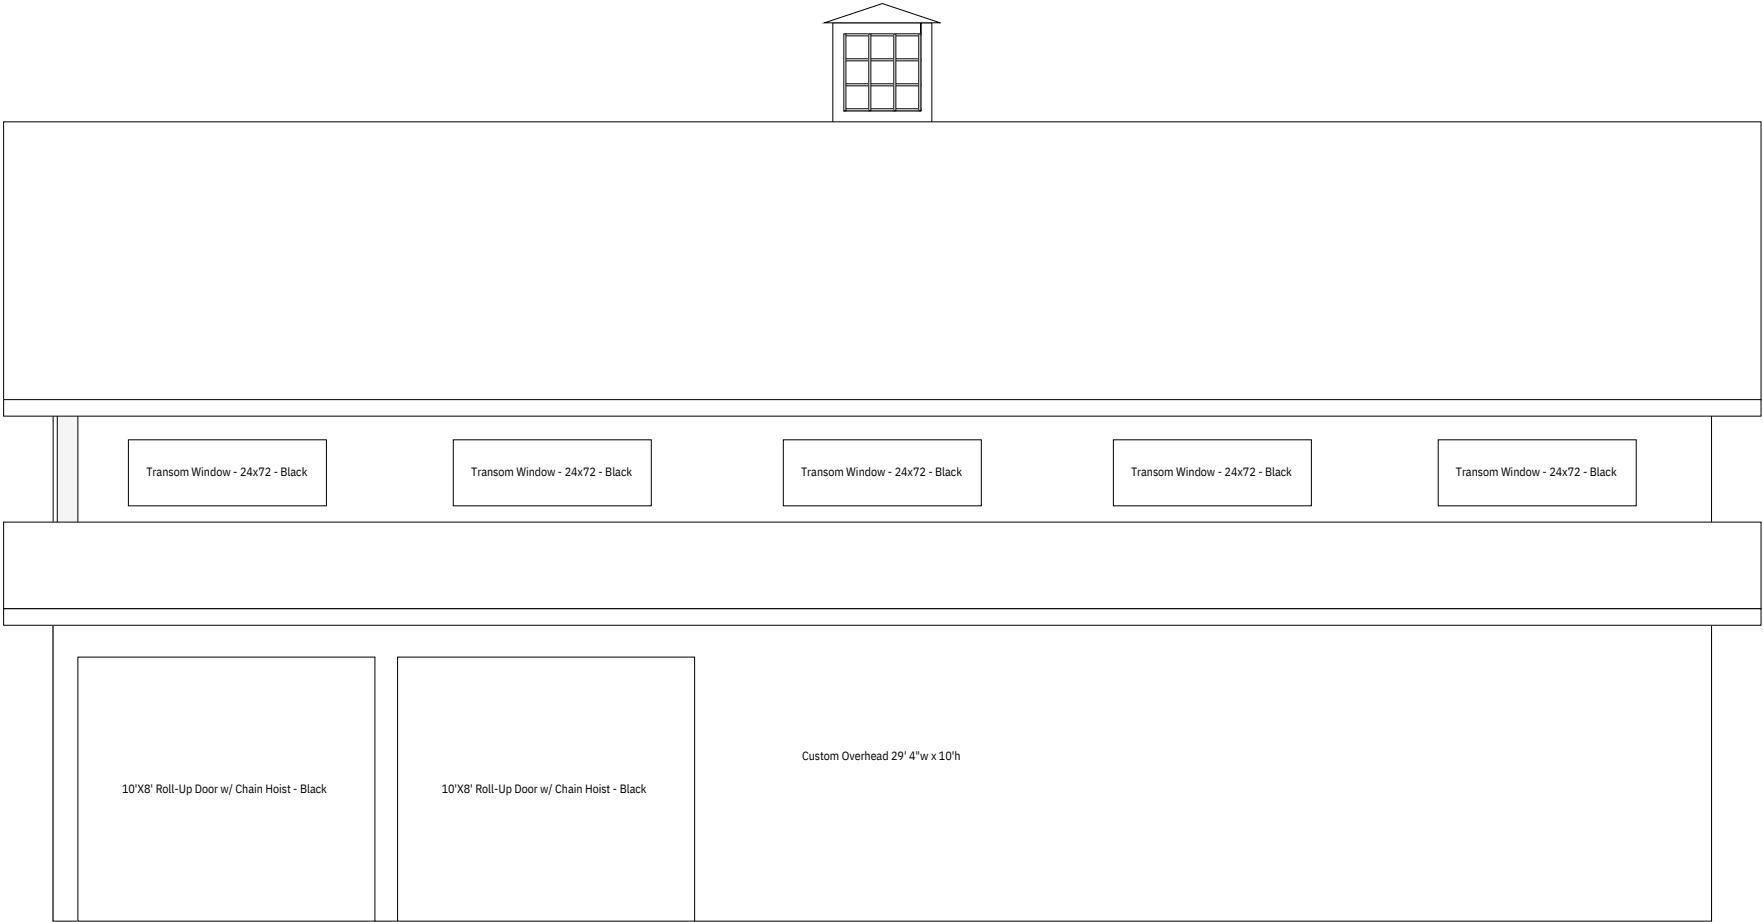 Transom Window - 24x72 - Black
Transom Window - 24x72 - Black
Transom Window - 24x72 - Black
Transom Window - 24x72 - Black
Transom Window - 24x72 - Black
Custom Overhead 29' 4"w x 10'h
10'X8' Roll-Up Door w/ Chain Hoist - Black
10'X8' Roll-Up Door w/ Chain Hoist - Black